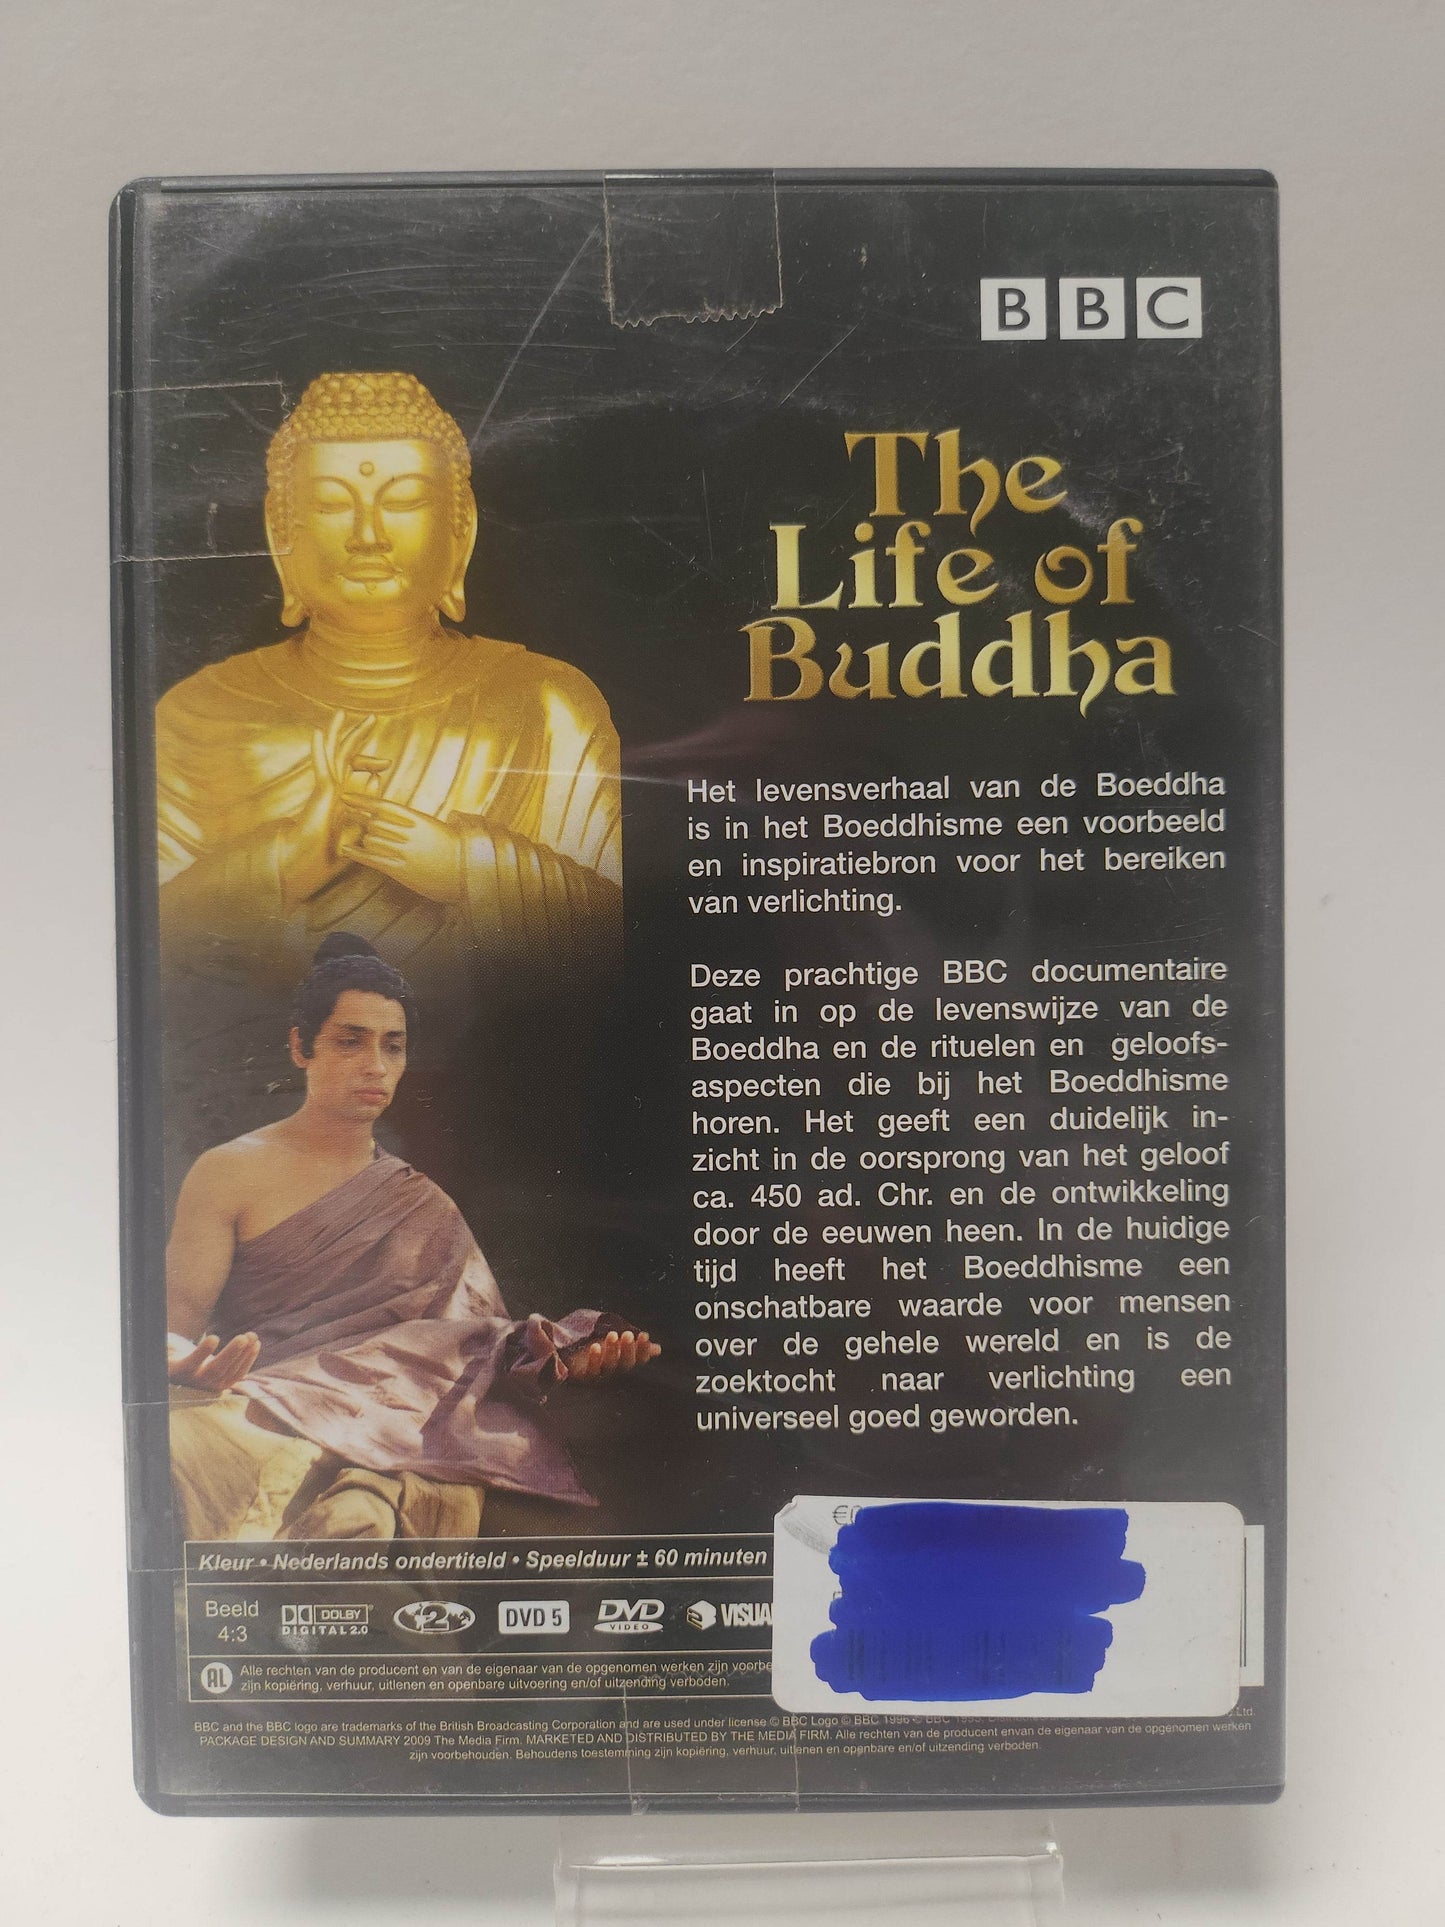 BBC
The
Life of
Buddha
Het levensverhaal van de Boeddha
is in het Boeddhisme een voorbeeld
en inspiratiebron voor het bereiken
van verlichting.
Deze prachtige BBC documentaire
gaat in op de levenswijze van de
Boeddha en de rituelen en geloofs-
aspecten die bij het Boeddhisme
horen. Het geeft een duidelijk in-
zicht in de oorsprong van het geloof
ca. 450 ad. Chr. en de ontwikkeling
door de eeuwen heen. In de huidige
tijd heeft het Boeddhisme een
onschatbare waarde voor mensen
over de gehele wereld en is de
zoektocht naar verlichting een
universeel goed geworden.
Kleur • Nederlands ondertiteld • Speelduur ± 60 minuten
Beeld
4:3
DOLBY
DIGITAL 2.0
2
DVD 5
DVD
VIDEO
VISUA
AL
Alle rechten van de producent en van de eigenaar van de opgenomen werken zijn voorbe
zijn kopiëring, verhuur, uitlenen en openbare uitvoering en/of uitzending verboden.
BBC and the BBC logo are trademarks of the British Broadcasting Corporation and are used under license © BBC Logo © BBC 1996 Ltd.
PACKAGE DESIGN AND SUMMARY 2009 The Media Firm. MARKETED AND DISTRIBUTED BY THE MEDIA FIRM. Alle rechten van de producent envan de eigenaar van de opgenomen werken
zijn voorbehouden. Behoudens toestemming zijn kopiëring, verhuur, uitlenen en openbare en/of uitzending verboden.